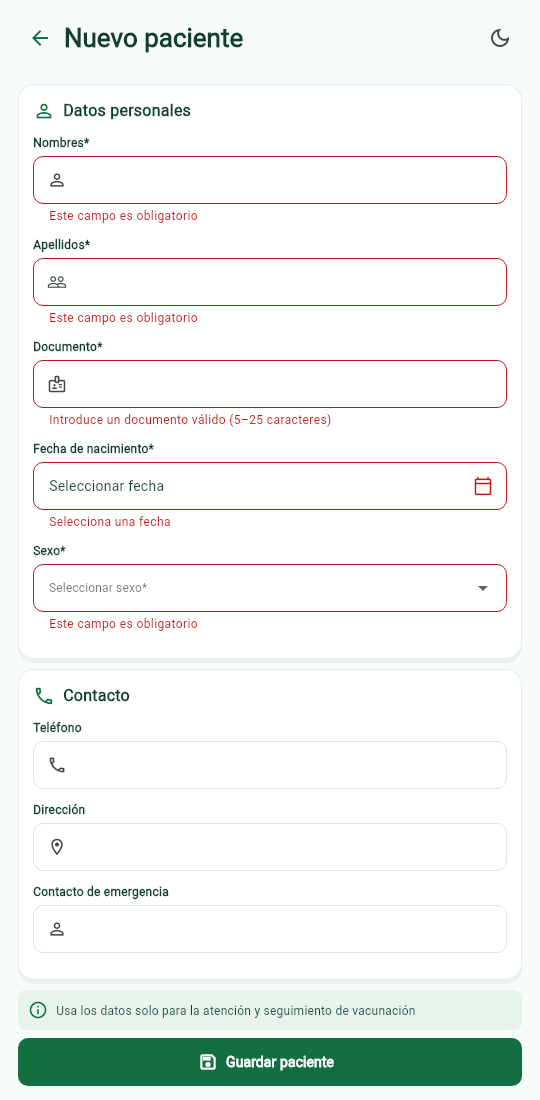 Nuevo paciente
Datos personales
Nombres*
Este campo es obligatorio
Apellidos*
Este campo es obligatorio
Documento*
Introduce un documento válido (5–25 caracteres)
Fecha de nacimiento*
Seleccionar fecha
Selecciona una fecha
Sexo*
Seleccionar sexo*
Este campo es obligatorio
Contacto
Teléfono
Dirección
Contacto de emergencia
Usa los datos solo para la atención y seguimiento de vacunación
Guardar paciente